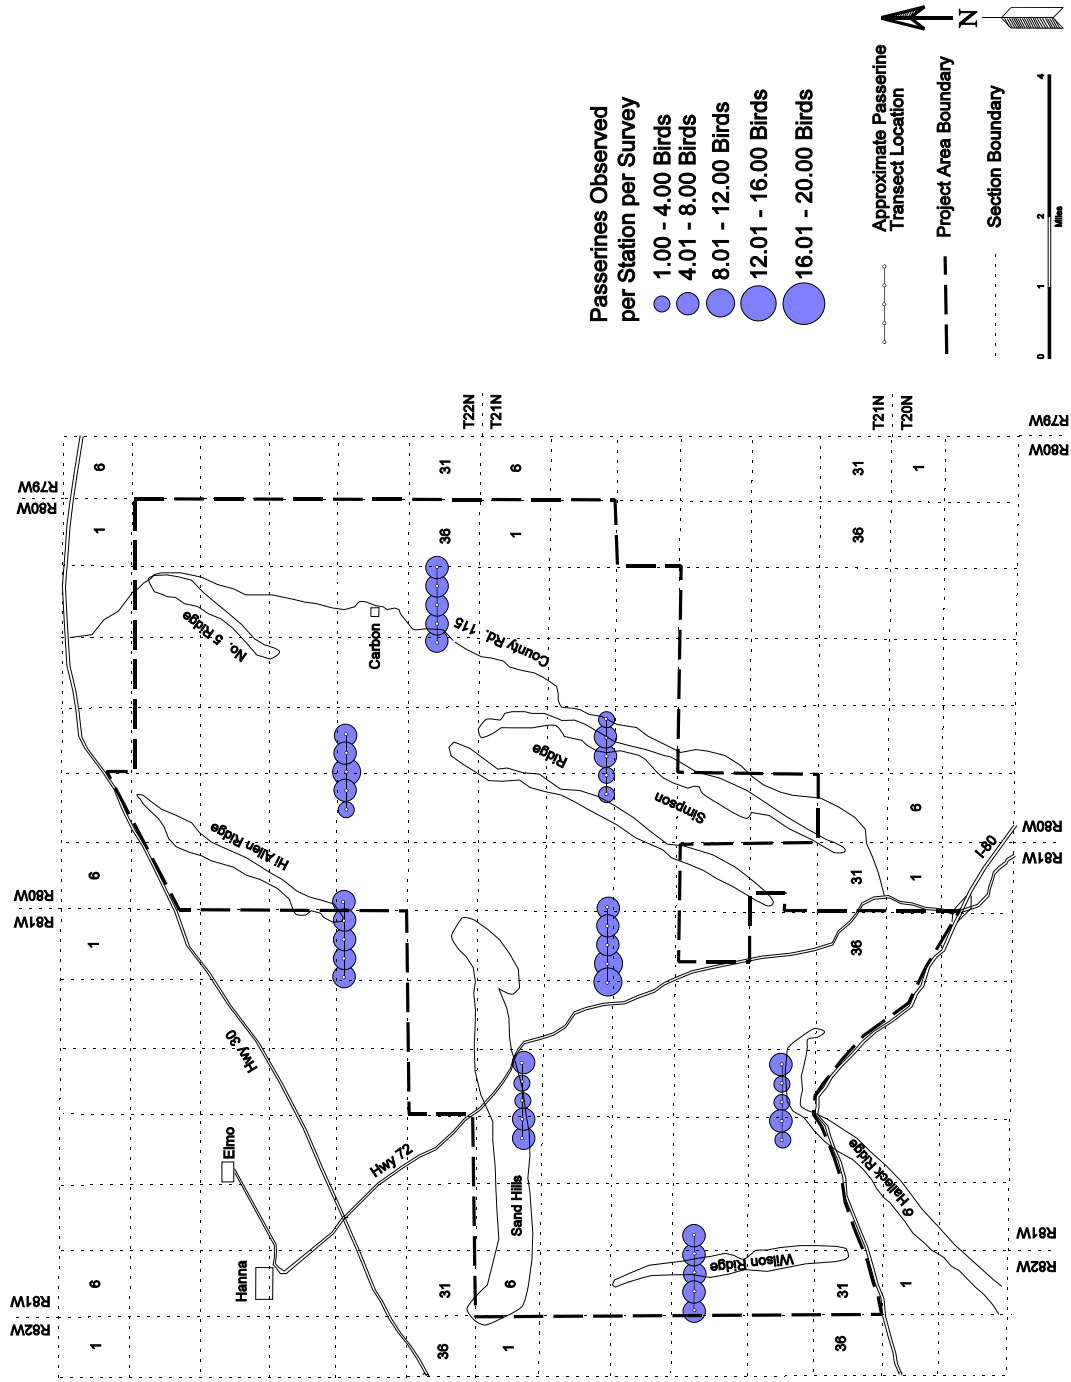 N
Passerines Observed
per Station per Survey
1.00 - 4.00 Birds
4.01 - 8.00 Birds
8.01 - 12.00 Birds
12.01 - 16.00 Birds
16.01 - 20.00 Birds
Approximate Passerine
Transect Location
Project Area Boundary
Section Boundary
0
1
2
4
Miles
R82W
R81W
R81W
R80W
R80W
R79W
1
6
1
6
1
6
Hwy 30
Hi Allen Ridge
No. 5 Ridge
Elmo
Hanna
Carbon
Hwy 72
County Rd. 115
36
31
36
31
T22N
T21N
1
6
1
6
Sand Hills
Ridge
Simpson
Wilson Ridge
6 Halleck Ridge
36
31
36
31
36
31
T21N
T20N
1
1
6
1
I-80
R82W
R81W
R81W
R80W
R80W
R79W